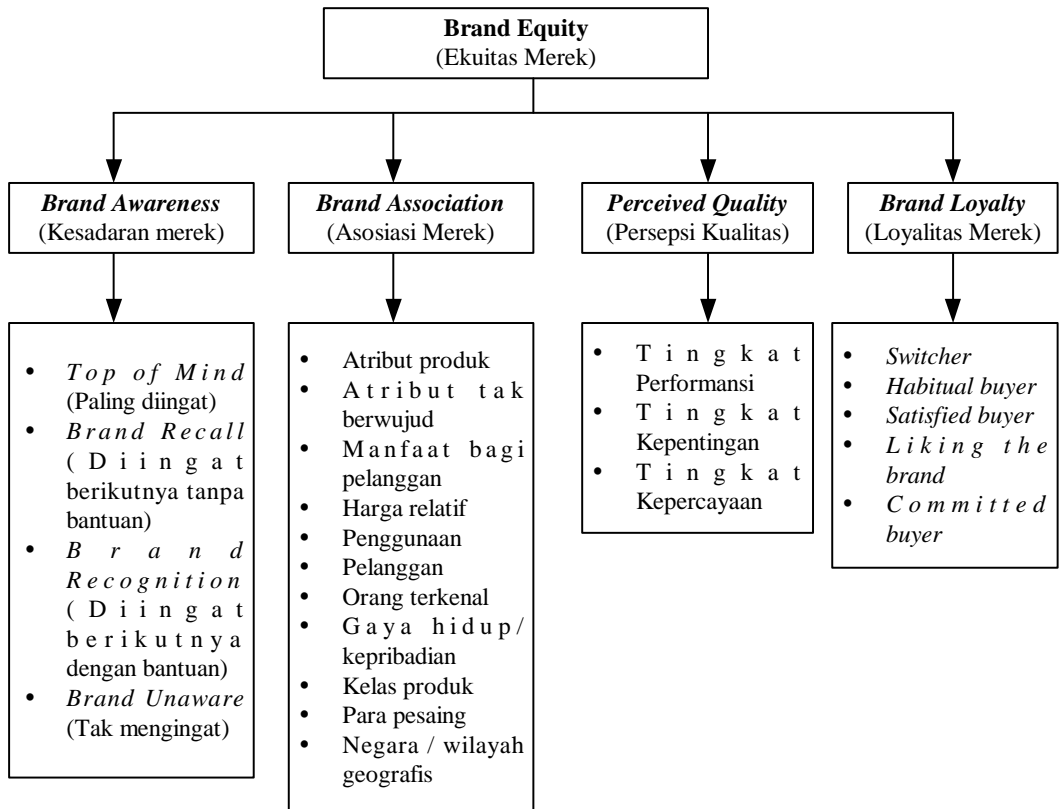 Brand Equity
(Ekuitas Merek)
Brand Awareness
(Kesadaran merek)
Brand Association
(Asosiasi Merek)
Perceived Quality
(Persepsi Kualitas)
Brand Loyalty
(Loyalitas Merek)
• Top of Mind
(Paling diingat)
• Brand Recall
( Diingat
berikutnya tanpa
bantuan)
• Brand
Recognition
( Diingat
berikutnya
dengan bantuan)
• Brand Unaware
(Tak mengingat)
• Atribut produk
• Atribut tak
berwujud
• Manfaat bagi
pelanggan
• Harga relatif
• Penggunaan
• Pelanggan
• Orang terkenal
• Gaya hidup/
kepribadian
• Kelas produk
• Para pesaing
• Negara / wilayah
geografis
• Tingkat
Performansi
• Tingkat
Kepentingan
• Tingkat
Kepercayaan
• Switcher
• Habitual buyer
• Satisfied buyer
• Liking the
brand
• Committed
buyer